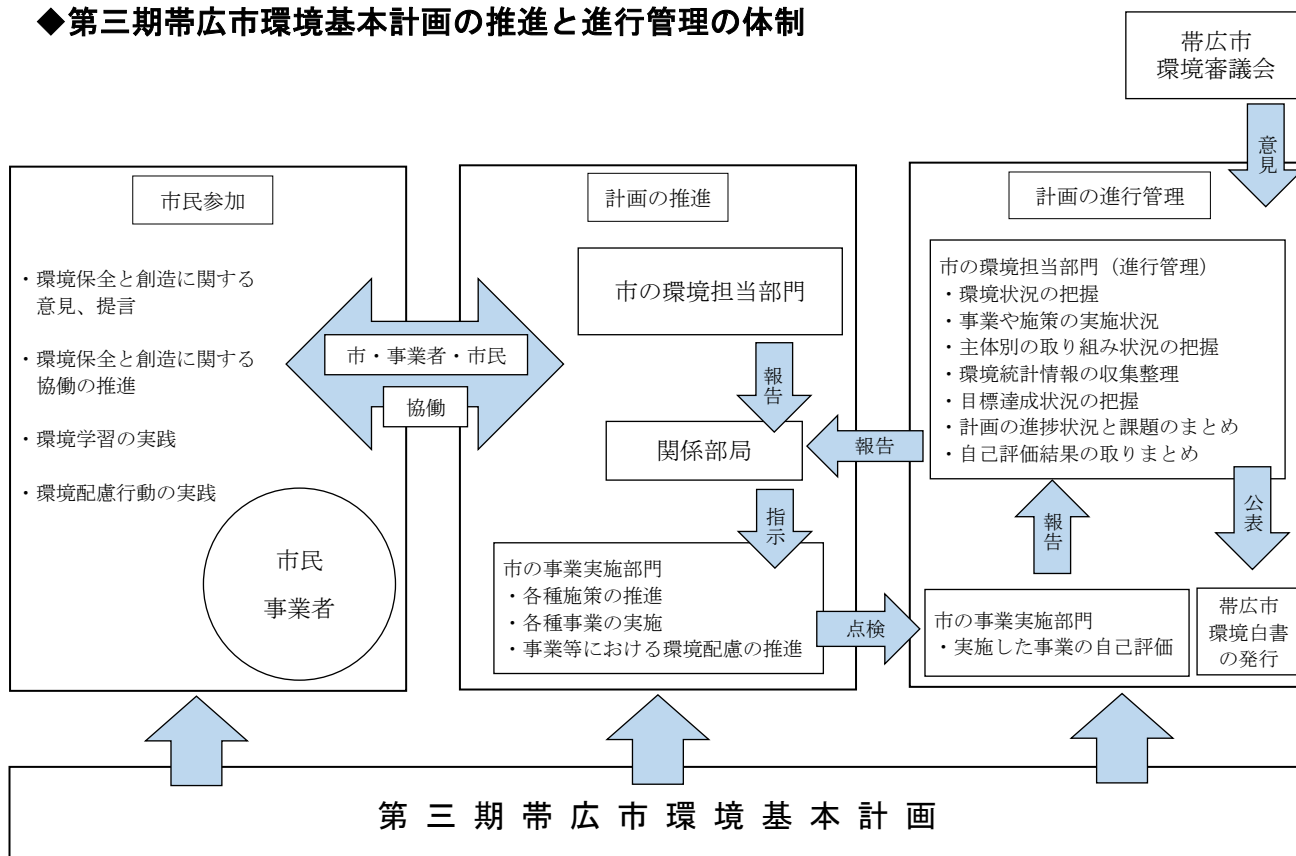 ◆第三期帯広市環境基本計画の推進と進行管理の体制
帯広市
環境審議会
意見
市民参加
・環境保全と創造に関する
意見、提言
・環境保全と創造に関する
協働の推進
・環境学習の実践
・環境配慮行動の実践
市民
事業者
市・事業者・市民
協働
計画の推進
市の環境担当部門
報告
関係部局
指示
市の事業実施部門
・各種施策の推進
・各種事業の実施
・事業等における環境配慮の推進
報告
点検
計画の進行管理
市の環境担当部門（進行管理）
・環境状況の把握
・事業や施策の実施状況
・主体別の取り組み状況の把握
・環境統計情報の収集整理
・目標達成状況の把握
・計画の進捗状況と課題のまとめ
・自己評価結果の取りまとめ
報告
公表
市の事業実施部門
・実施した事業の自己評価
帯広市
環境白書
の発行
第三期帯広市環境基本計画